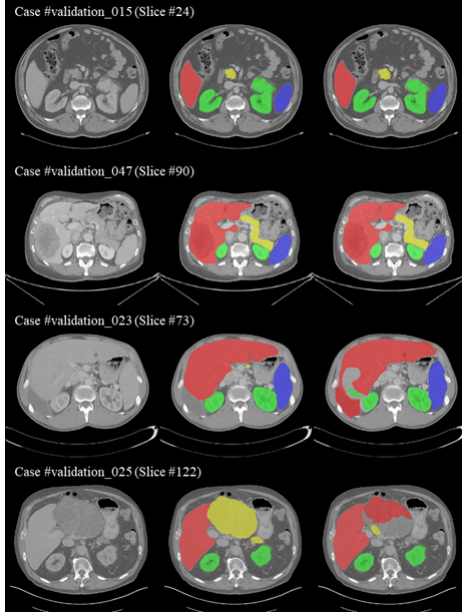 Case #validation_015 (Slice #24)
Case #validation_047 (Slice #90)
Case #validation_023 (Slice #73)
Case #validation_025 (Slice #122)